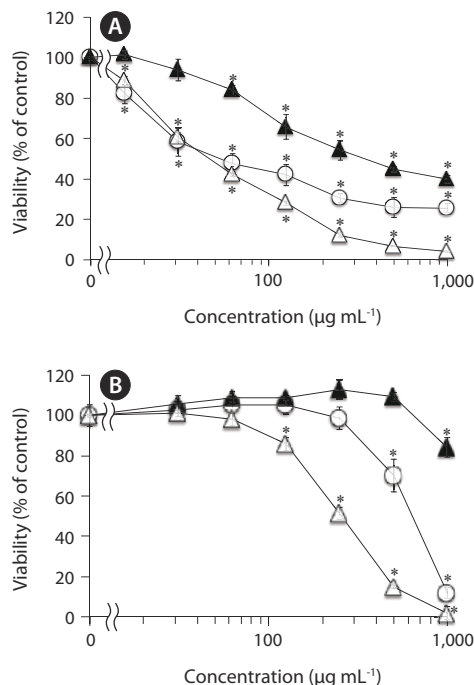 A
120
100
80
60
40
20
0
Viability (% of control)
* * * * * * *
* * * * * * *
* * * * * *
0 100 1,000
Concentration (µg mL-1)
B
120
100
80
60
40
20
0
Viability (% of control)
* * * * * * *
0 100 1,000
Concentration (µg mL-1)